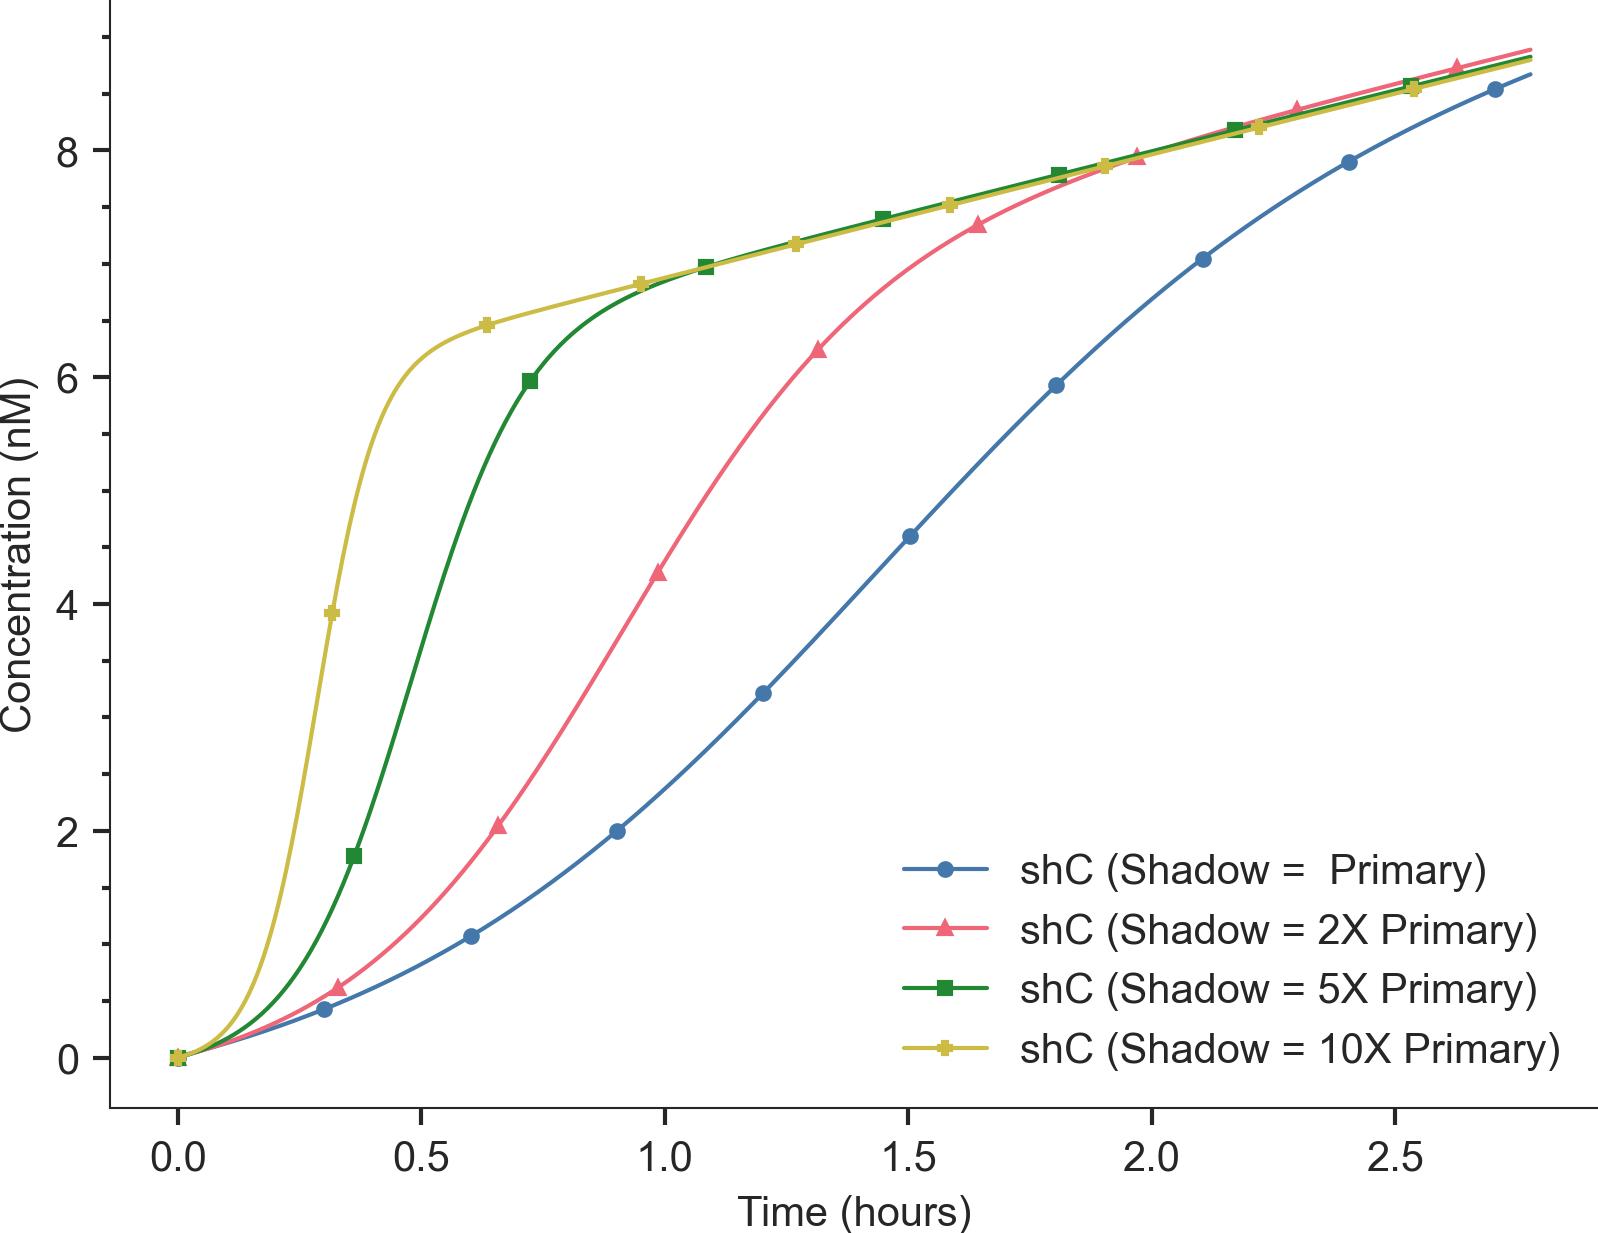 Concentration (nM)
8
6
4
2
0
0.0 0.5 1.0 1.5 2.0 2.5
Time (hours)
shC (Shadow =  Primary)
shC (Shadow = 2X Primary)
shC (Shadow = 5X Primary)
shC (Shadow = 10X Primary)